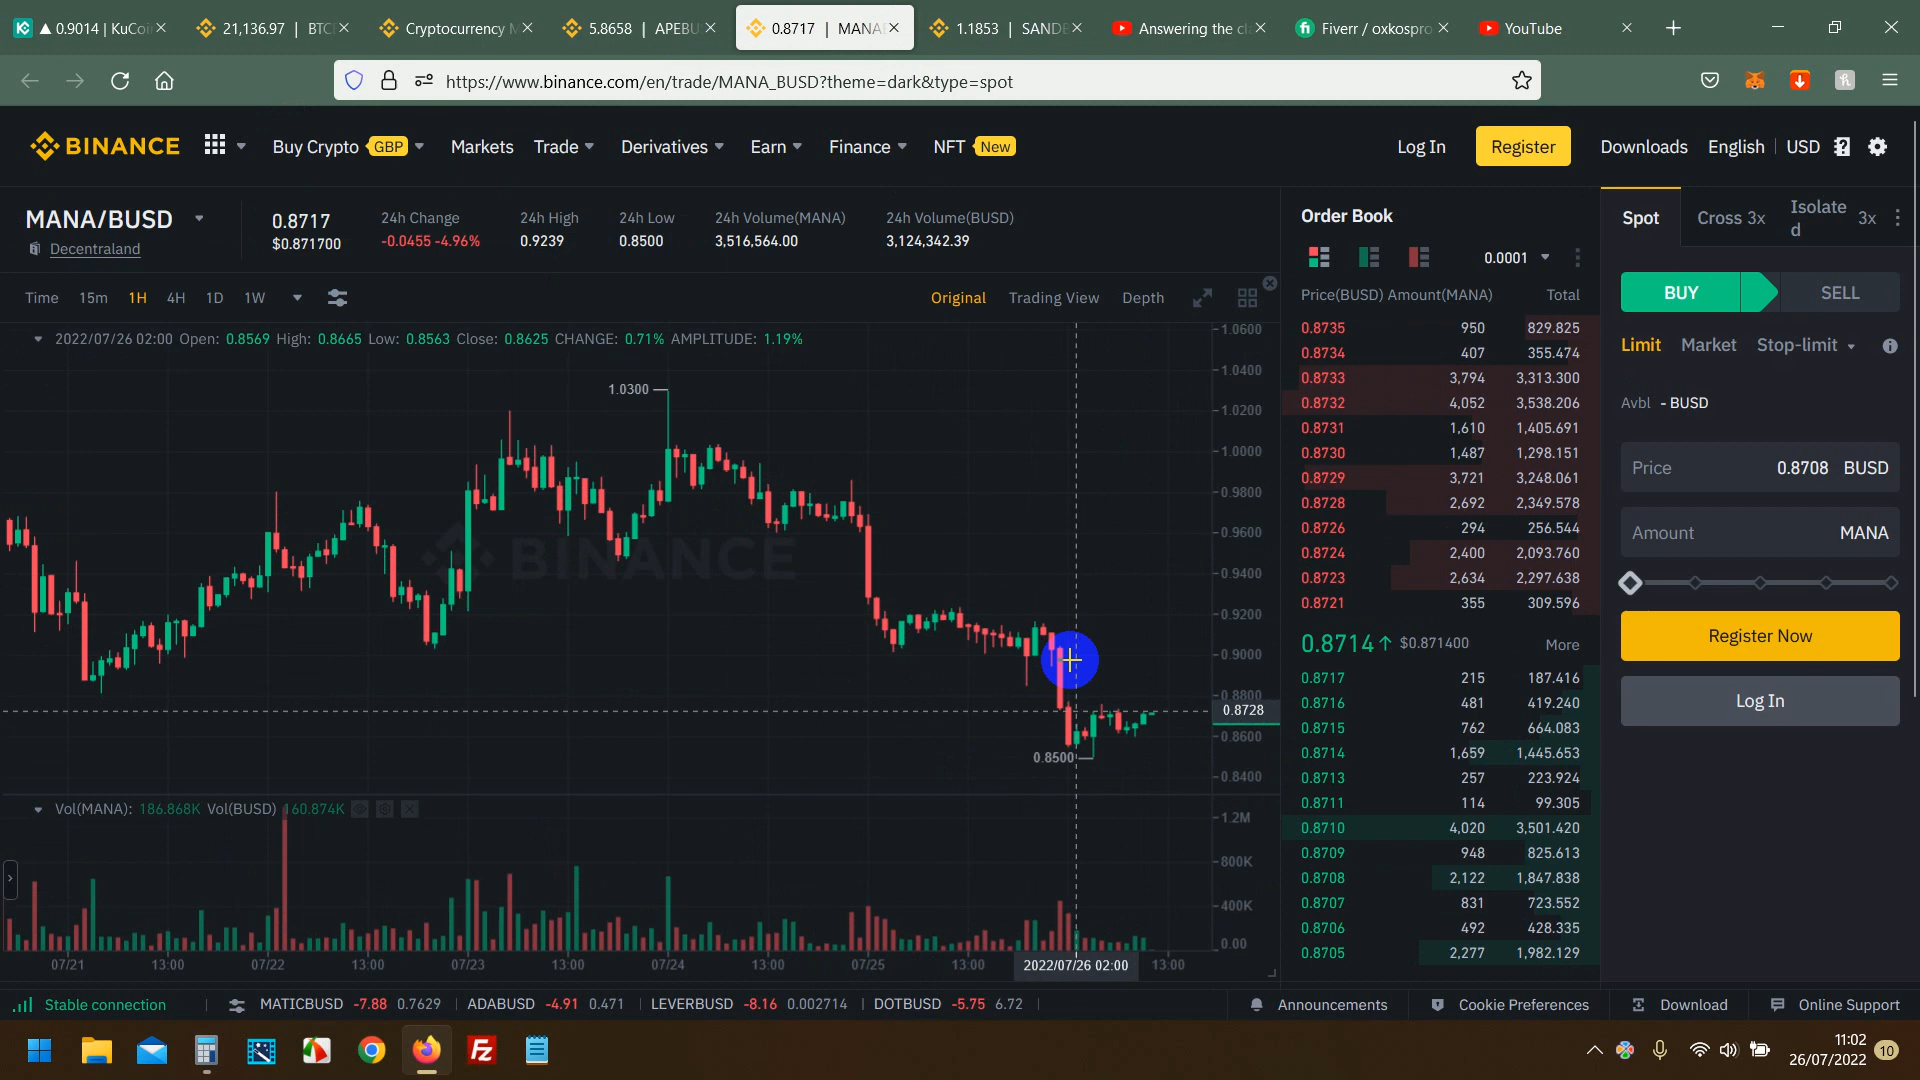 ▲ 0.9014 | KuCoin
21,136.97 | BTCB
Cryptocurrency M
5.8658 | APEBU
0.8717 | MANAB
1.1853 | SANDB
Answering the cl
Fiverr / oxkospro
YouTube
https://www.binance.com/en/trade/MANA_BUSD?theme=dark&type=spot
BINANCE
Buy Crypto GBP
Markets
Trade
Derivatives
Earn
Finance
NFT New
Log In
Register
Downloads
English
USD
MANA/BUSD
Decentraland
0.8717
$0.871700
24h Change
-0.0455 -4.96%
24h High
0.9239
24h Low
0.8500
24h Volume(MANA)
3,516,564.00
24h Volume(BUSD)
3,124,342.39
Time 15m 1H 4H 1D 1W
Original Trading View Depth
2022/07/26 02:00 Open: 0.8569 High: 0.8665 Low: 0.8563 Close: 0.8625 CHANGE: 0.71% AMPLITUDE: 1.19%
1.0300
0.8500
BINANCE
1.0600
1.0400
1.0200
1.0000
0.9800
0.9600
0.9400
0.9200
0.9000
0.8800
0.8728
0.8600
0.8400
Vol(MANA): 186.868K Vol(BUSD) 160.874K
1.2M
800K
400K
0.00
07/21 13:00 07/22 13:00 07/23 13:00 07/24 13:00 07/25 13:00 2022/07/26 02:00 13:00
Order Book
0.0001
Price(BUSD) Amount(MANA) Total
0.8735 950 829.825
0.8734 407 355.474
0.8733 3,794 3,313.300
0.8732 4,052 3,538.206
0.8731 1,610 1,405.691
0.8730 1,487 1,298.151
0.8729 3,721 3,248.061
0.8728 2,692 2,349.578
0.8726 294 256.544
0.8724 2,400 2,093.760
0.8723 2,634 2,297.638
0.8721 355 309.596
0.8714↑ $0.871400 More
0.8717 215 187.416
0.8716 481 419.240
0.8715 762 664.083
0.8714 1,659 1,445.653
0.8713 257 223.924
0.8711 114 99.305
0.8710 4,020 3,501.420
0.8709 948 825.613
0.8708 2,122 1,847.838
0.8707 831 723.552
0.8706 492 428.335
0.8705 2,277 1,982.129
Spot Cross 3x Isolated 3x
BUY SELL
Limit Market Stop-limit
Avbl - BUSD
Price 0.8708 BUSD
Amount MANA
Register Now
Log In
Stable connection
MATICBUSD -7.88 0.7629
ADABUSD -4.91 0.471
LEVERBUSD -8.16 0.002714
DOTBUSD -5.75 6.72
Announcements
Cookie Preferences
Download
Online Support
11:02
26/07/2022
10